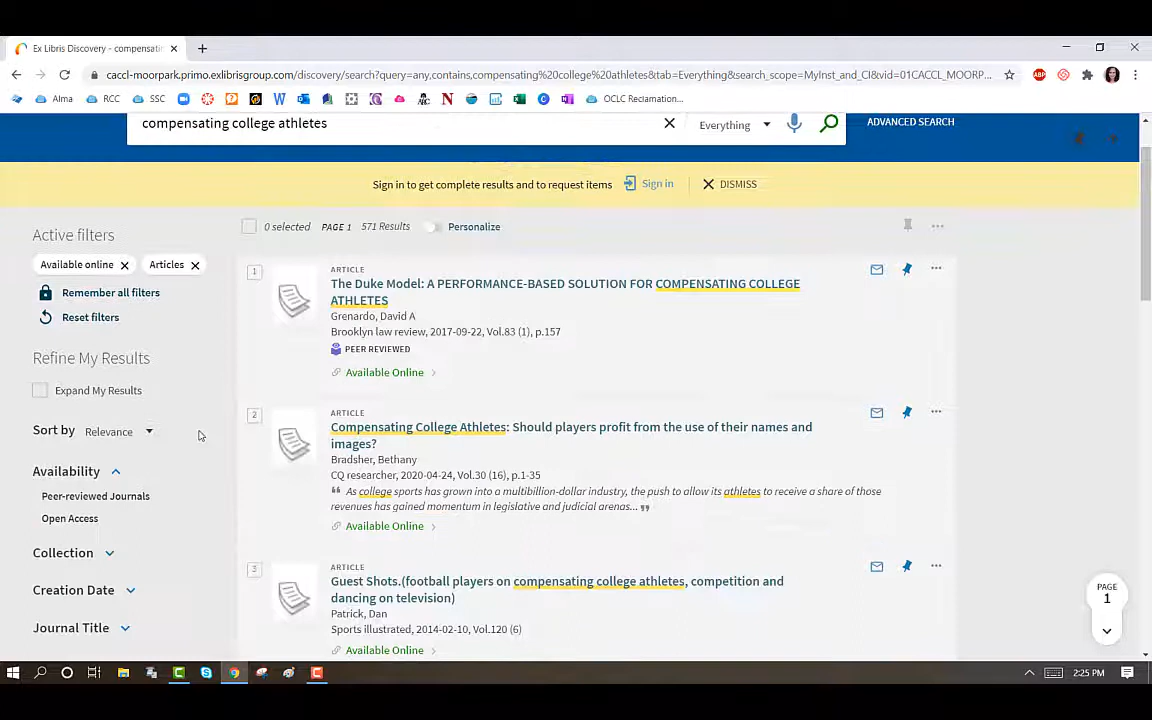 Ex Libris Discovery - compensatin
caccl-moorpark.primo.exlibrisgroup.com/discovery/search?query=any,contains,compensating%20college%20athletes&tab=Everything&search_scope=MyInst_and_CI&vid=01CACCL_MOORP...
ABP
Alma
RCC
SSC
OCLC Reclamation...
compensating college athletes
Everything
ADVANCED SEARCH
Sign in to get complete results and to request items
Sign in
DISMISS
Active filters
0 selected
PAGE 1
571 Results
Personalize
Available online
Articles
Remember all filters
Reset filters
Refine My Results
Expand My Results
Sort by
Relevance
Availability
Peer-reviewed Journals
Open Access
Collection
Creation Date
Journal Title
1
ARTICLE
The Duke Model: A PERFORMANCE-BASED SOLUTION FOR COMPENSATING COLLEGE
ATHLETES
Grenardo, David A
Brooklyn law review, 2017-09-22, Vol.83 (1), p.157
PEER REVIEWED
Available Online
2
ARTICLE
Compensating College Athletes: Should players profit from the use of their names and
images?
Bradsher, Bethany
CQ researcher, 2020-04-24, Vol.30 (16), p.1-35
" As college sports has grown into a multibillion-dollar industry, the push to allow its athletes to receive a share of those
revenues has gained momentum in legislative and judicial arenas... "
Available Online
3
ARTICLE
Guest Shots.(football players on compensating college athletes, competition and
dancing on television)
Patrick, Dan
Sports illustrated, 2014-02-10, Vol.120 (6)
Available Online
PAGE
1
2:25 PM